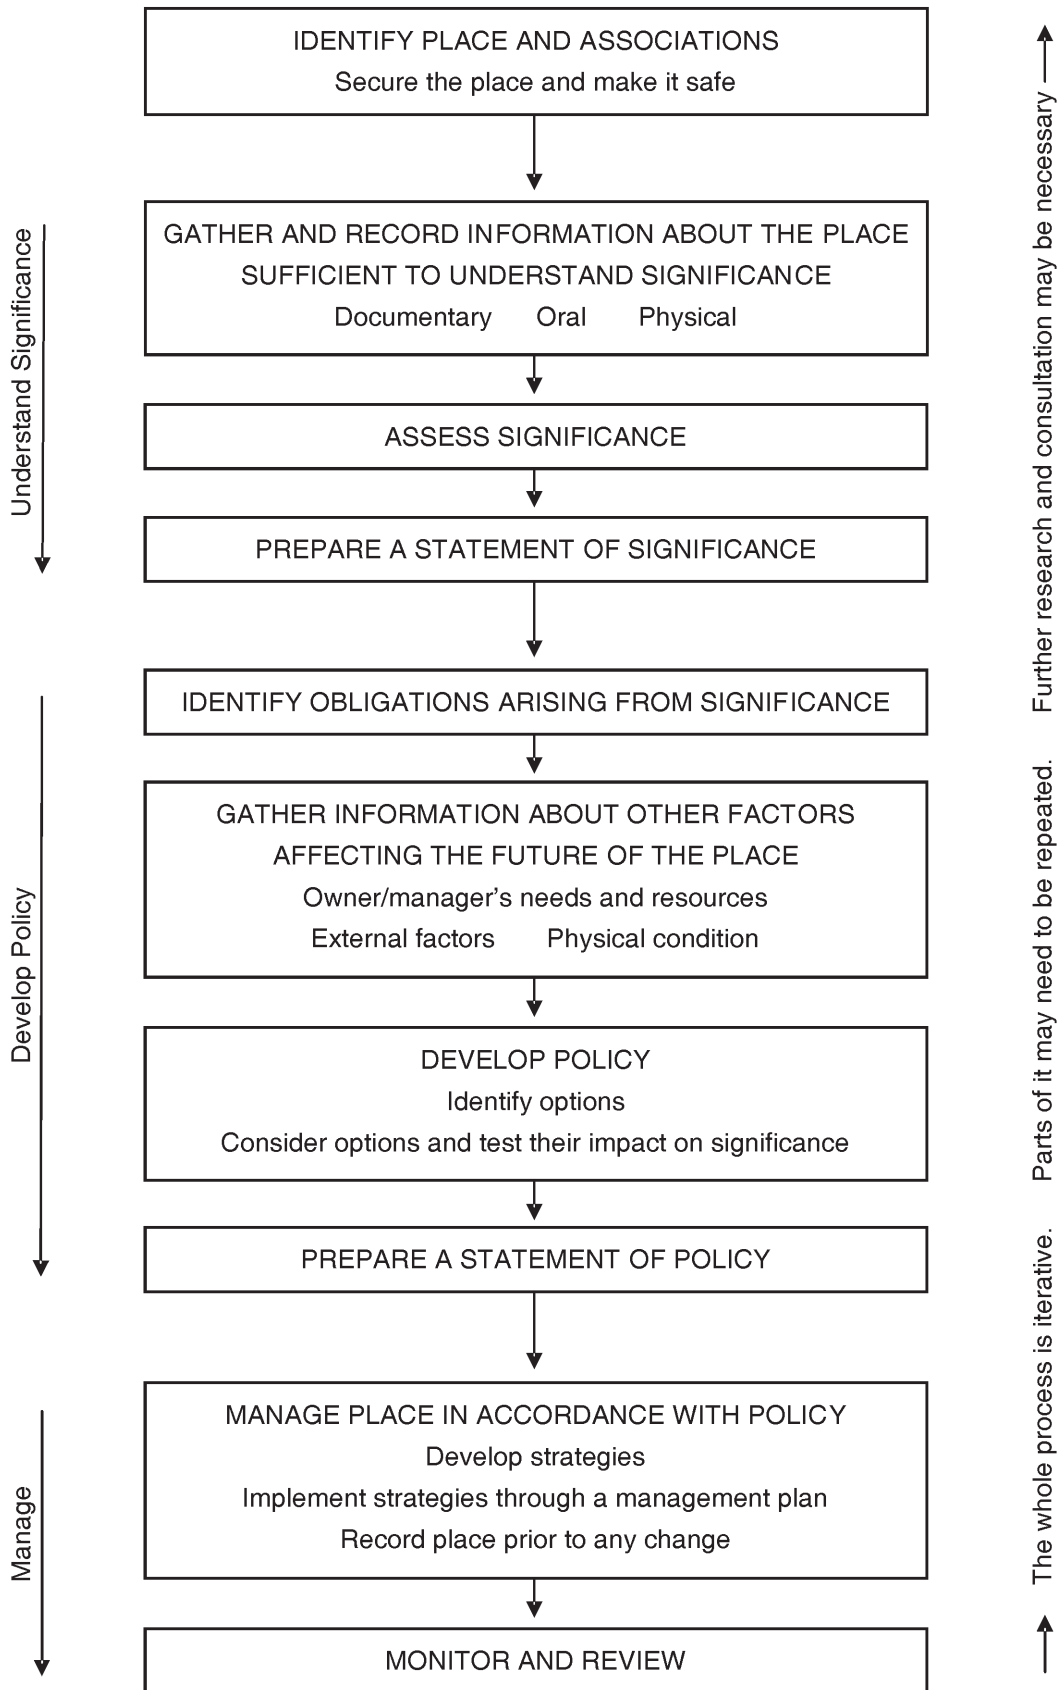 IDENTIFY PLACE AND ASSOCIATIONS
Secure the place and make it safe
Understand Significance
GATHER AND RECORD INFORMATION ABOUT THE PLACE
SUFFICIENT TO UNDERSTAND SIGNIFICANCE
Documentary Oral Physical
ASSESS SIGNIFICANCE
PREPARE A STATEMENT OF SIGNIFICANCE
Develop Policy
IDENTIFY OBLIGATIONS ARISING FROM SIGNIFICANCE
GATHER INFORMATION ABOUT OTHER FACTORS
AFFECTING THE FUTURE OF THE PLACE
Owner/manager’s needs and resources
External factors Physical condition
DEVELOP POLICY
Identify options
Consider options and test their impact on significance
PREPARE A STATEMENT OF POLICY
Manage
MANAGE PLACE IN ACCORDANCE WITH POLICY
Develop strategies
Implement strategies through a management plan
Record place prior to any change
MONITOR AND REVIEW
The whole process is iterative. Parts of it may need to be repeated. Further research and consultation may be necessary